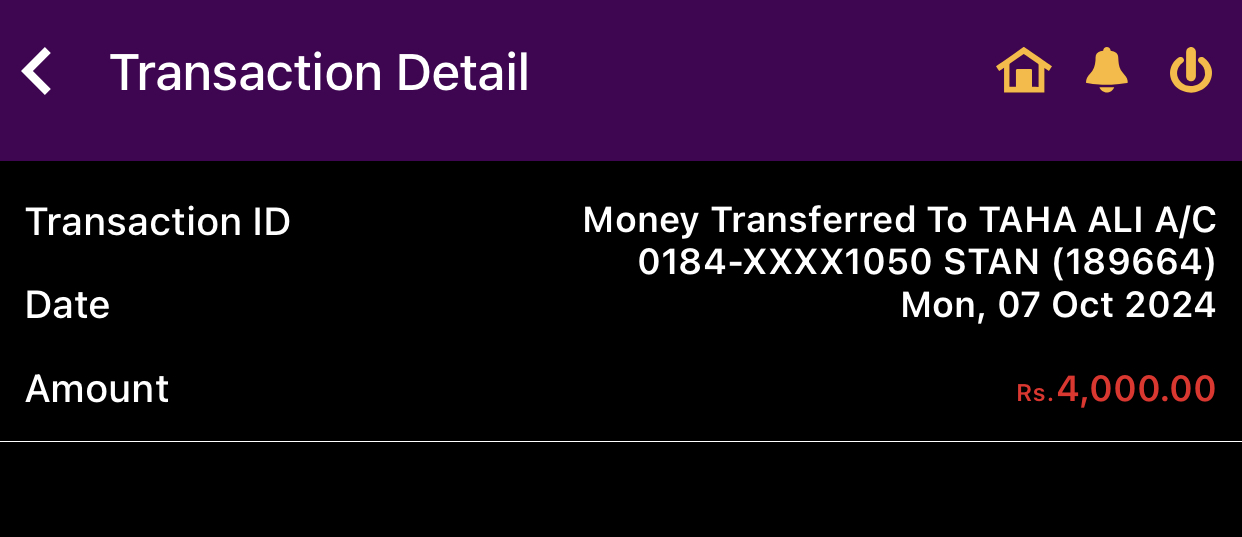 Transaction Detail
Transaction ID
Money Transferred To TAHA ALI A/C
0184-XXXX1050 STAN (189664)
Date
Mon, 07 Oct 2024
Amount
Rs.4,000.00